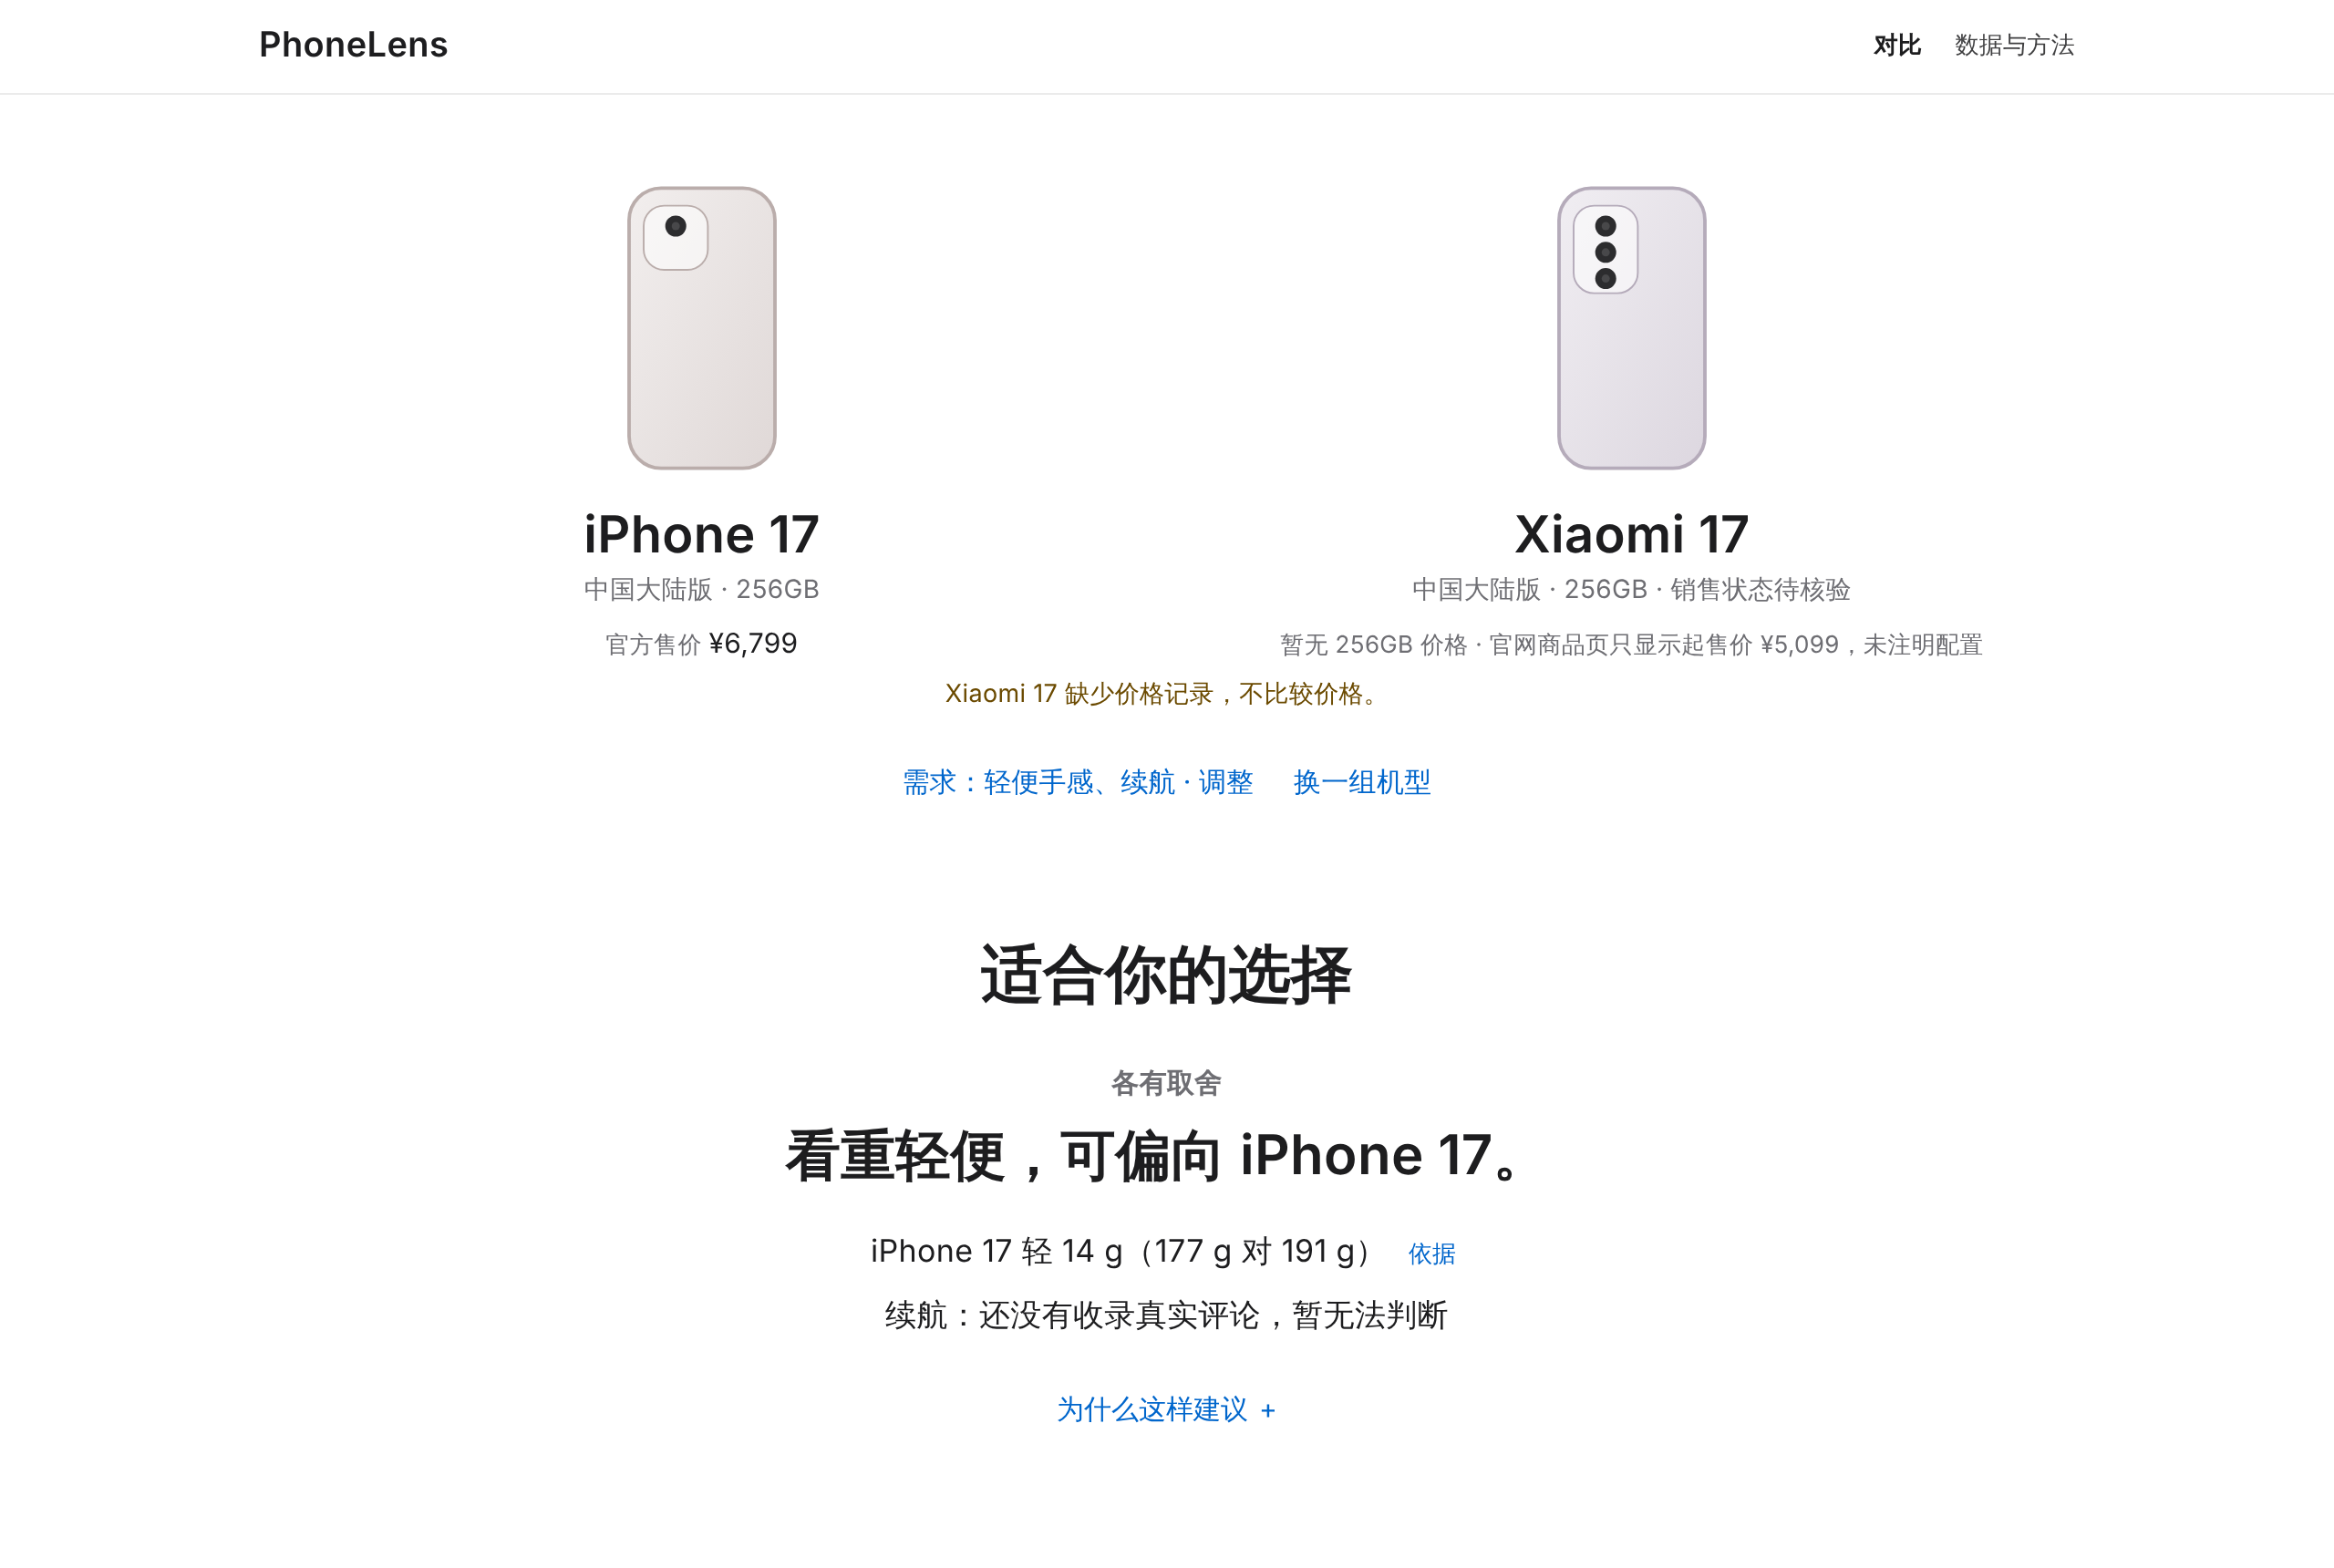 PhoneLens
对比 数据与方法
iPhone 17
中国大陆版 · 256GB
官方售价 ¥6,799
Xiaomi 17
中国大陆版 · 256GB · 销售状态待核验
暂无 256GB 价格 · 官网商品页只显示起售价 ¥5,099，未注明配置
Xiaomi 17 缺少价格记录，不比较价格。
需求：轻便手感、续航 · 调整 换一组机型
适合你的选择
各有取舍
看重轻便，可偏向 iPhone 17。
iPhone 17 轻 14 g（177 g 对 191 g） 依据
续航：还没有收录真实评论，暂无法判断
为什么这样建议 +